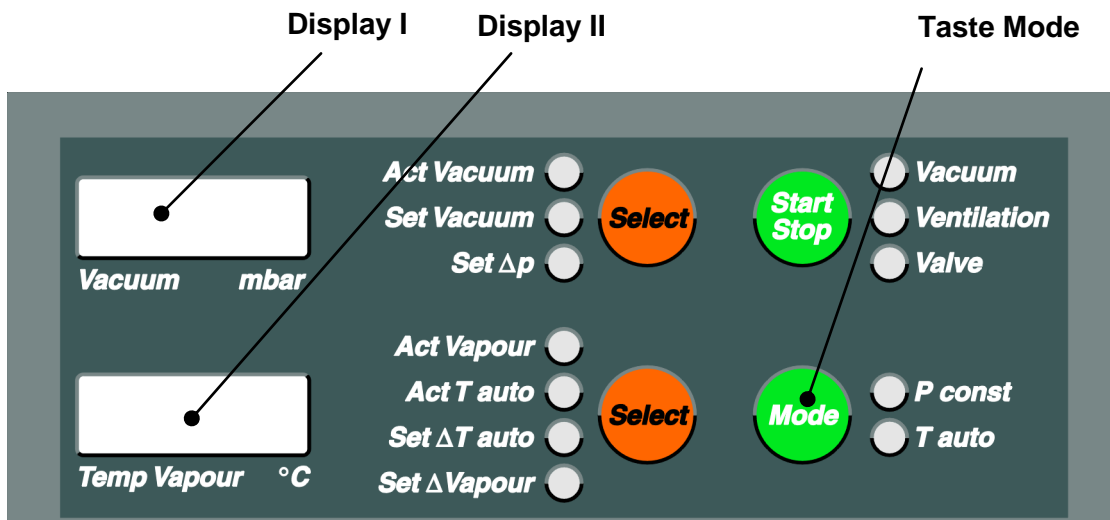 Display I
Display II
Taste Mode
Act Vacuum
Set Vacuum
Set Δp
Select
Start
Stop
Vacuum
Ventilation
Valve
Vacuum mbar
Act Vapour
Act T auto
Set ΔT auto
Set ΔVapour
Select
Mode
P const
T auto
Temp Vapour °C